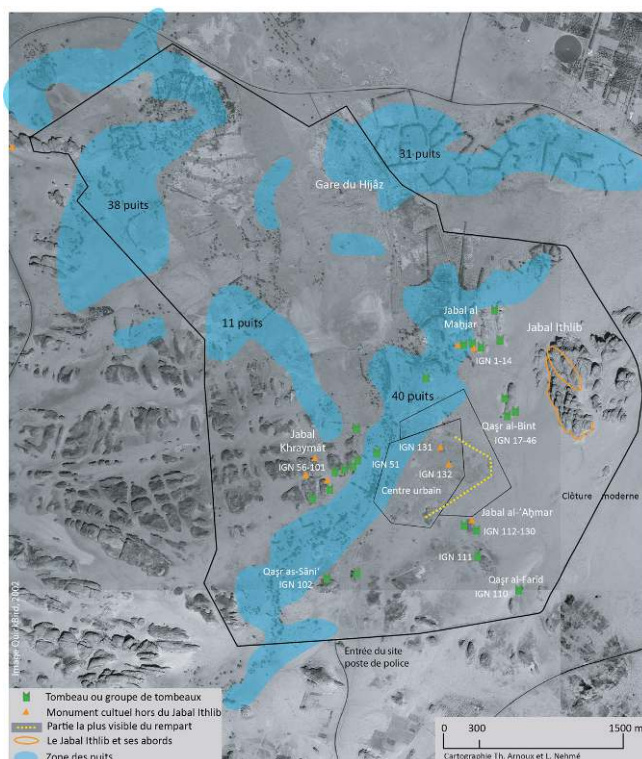 31 puits
Gare du Hijâz
38 puits
11 puits
Jabal al
Maḥjar
Jabal Ithlib
IGN 1-14
40 puits
Qaṣr al-Bint
IGN 17-46
Jabal
Khraymât
IGN 56-101
IGN 131
IGN 51
IGN 132
Centre urbain
Clôture moderne
Jabal al-'Aḥmar
IGN 112-130
IGN 111
Qaṣr as-Sâni'
IGN 102
Qaṣr al-Farîd
IGN 110
Entrée du site
poste de police
Image QuickBird, 2002
Tombeau ou groupe de tombeaux
Monument cultuel hors du Jabal Ithlib
Partie la plus visible du rempart
Le Jabal Ithlib et ses abords
Zone des puits
0 300 1500 m
Cartographie Th. Arnoux et L. Nehmé